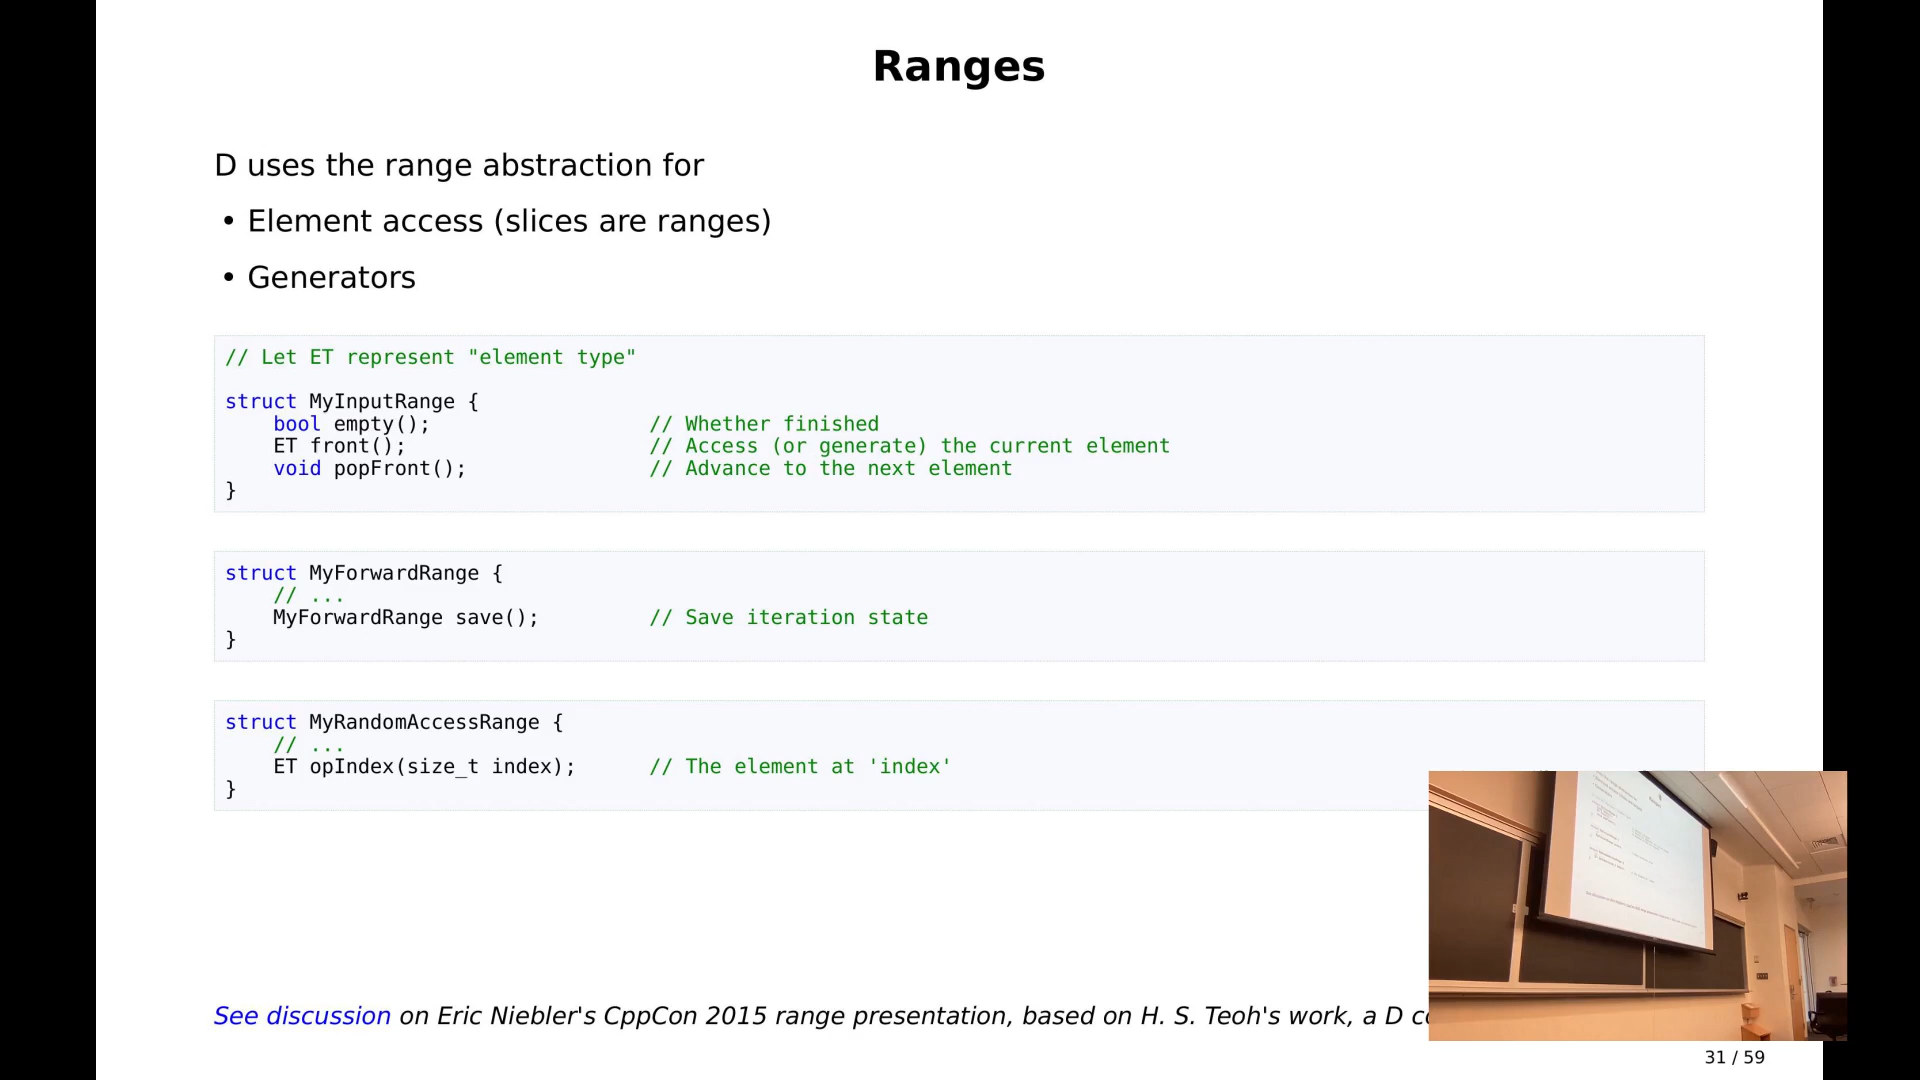 Ranges
D uses the range abstraction for
• Element access (slices are ranges)
• Generators
// Let ET represent "element type"
struct MyInputRange {
    bool empty();                  // Whether finished
    ET front();                    // Access (or generate) the current element
    void popFront();               // Advance to the next element
}
struct MyForwardRange {
    // ...
    MyForwardRange save();         // Save iteration state
}
struct MyRandomAccessRange {
    // ...
    ET opIndex(size_t index);      // The element at 'index'
}
See discussion on Eric Niebler's CppCon 2015 range presentation, based on H. S. Teoh's work, a D
31 / 59